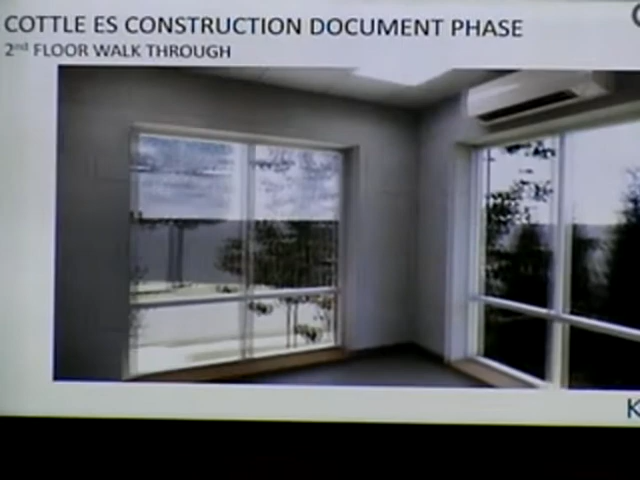 COTTLE ES CONSTRUCTION DOCUMENT PHASE
2nd FLOOR WALK THROUGH
K